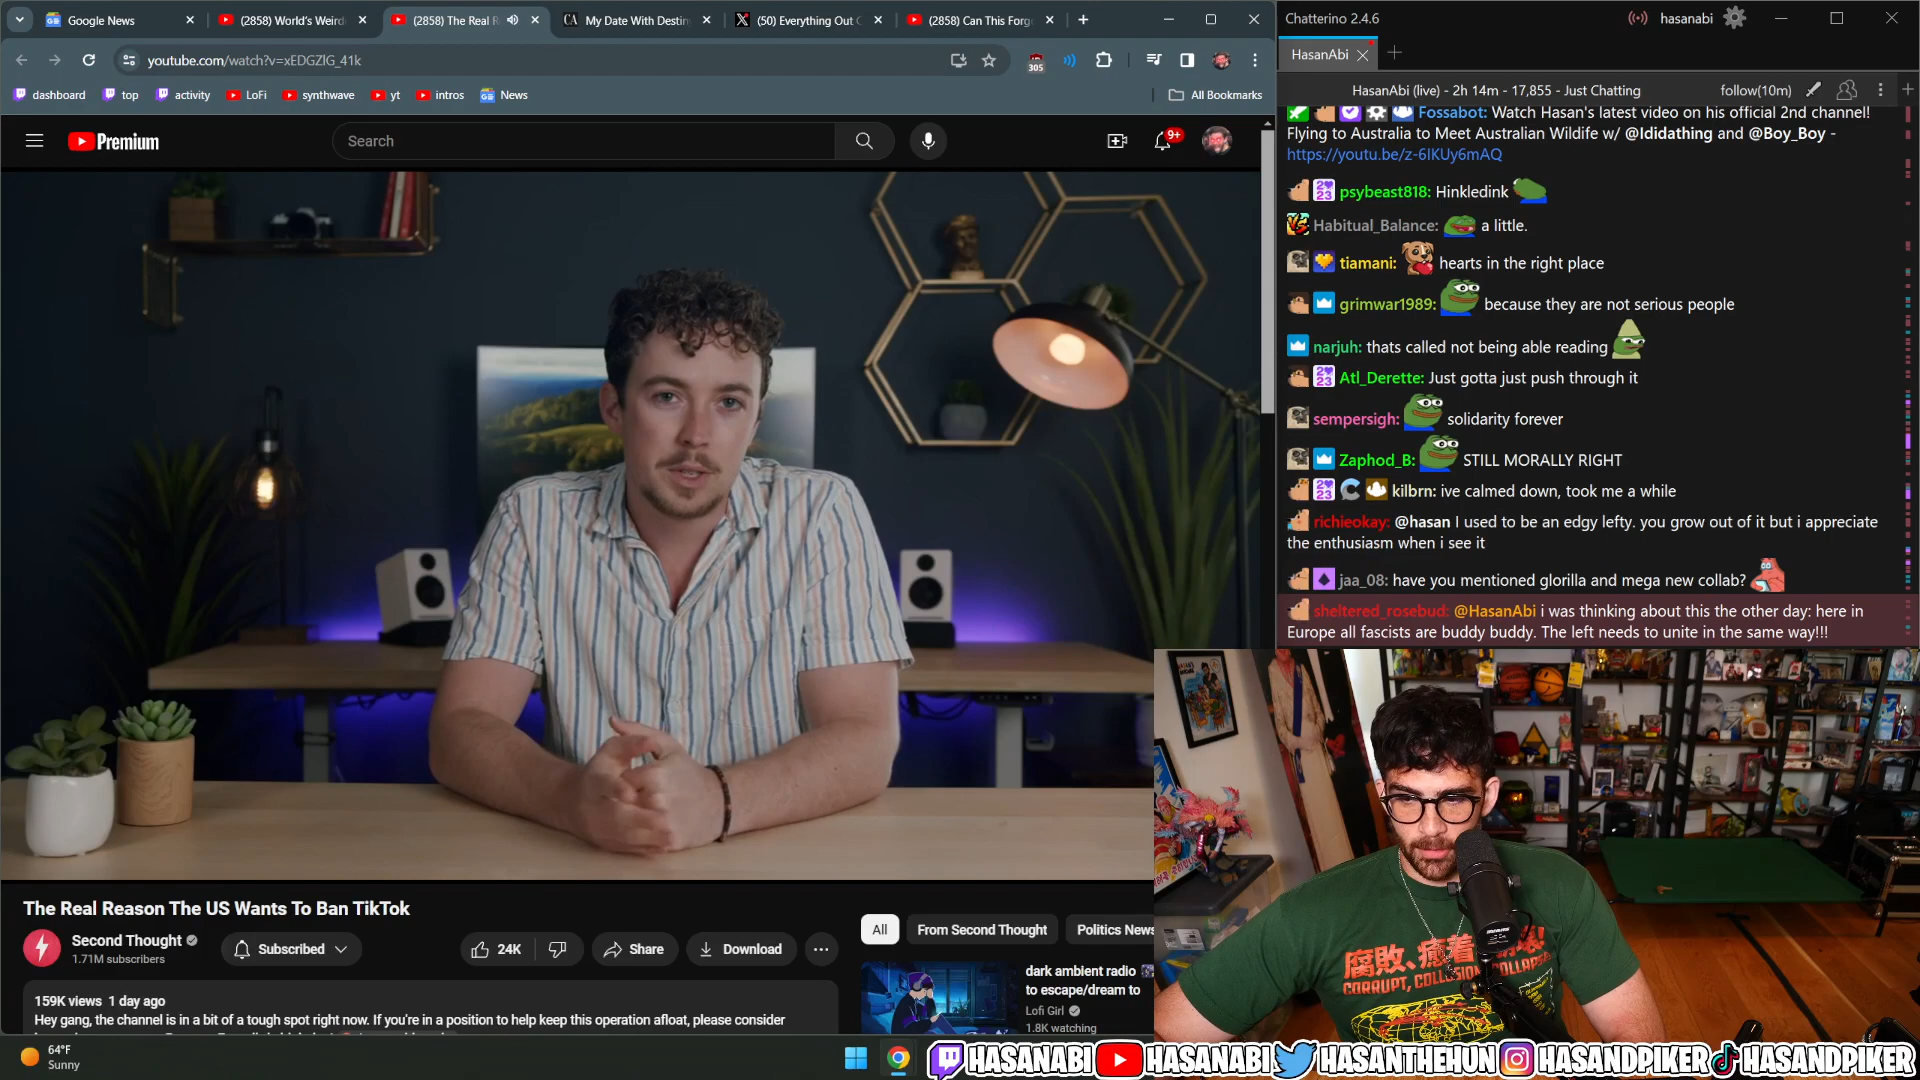 Google News
(2858) World's Weird
(2858) The Real R
CA
My Date With Destin
(50) Everything Out
(2858) Can This Forg
youtube.com/watch?v=xEDGZlG_41k
305
dashboard
top
activity
LoFi
synthwave
yt
intros
News
All Bookmarks
Premium
Search
9+
The Real Reason The US Wants To Ban TikTok
Second Thought
1.71M subscribers
Subscribed
24K
Share
Download
159K views 1 day ago
Hey gang, the channel is in a bit of a tough spot right now. If you're in a position to help keep this operation afloat, please consider
All
From Second Thought
Politics News
dark ambient radio
to escape/dream to
Lofi Girl
1.8K watching
64°F
Sunny
Chatterino 2.4.6
hasanabi
HasanAbi
HasanAbi (live) - 2h 14m - 17,855 - Just Chatting
follow(10m)
Fossabot: Watch Hasan's latest video on his official 2nd channel!
Flying to Australia to Meet Australian Wildife w/ @Ididathing and @Boy_Boy -
https://youtu.be/z-6IKUy6mAQ
psybeast818: Hinkledink
Habitual_Balance: a little.
tiamani: hearts in the right place
grimwar1989: because they are not serious people
narjuh: thats called not being able reading
Atl_Derette: Just gotta just push through it
sempersigh: solidarity forever
Zaphod_B: STILL MORALLY RIGHT
kilbrn: ive calmed down, took me a while
richieokay: @hasan I used to be an edgy lefty. you grow out of it but i appreciate
the enthusiasm when i see it
jaa_08: have you mentioned glorilla and mega new collab?
sheltered_rosebud: @HasanAbi i was thinking about this the other day: here in
Europe all fascists are buddy buddy. The left needs to unite in the same way!!!
CORRUPT, COLLUSION, COLLAPSE
HASANABI
HASANABI
HASANTHEHUN
HASANDPIKER
HASANDPIKER